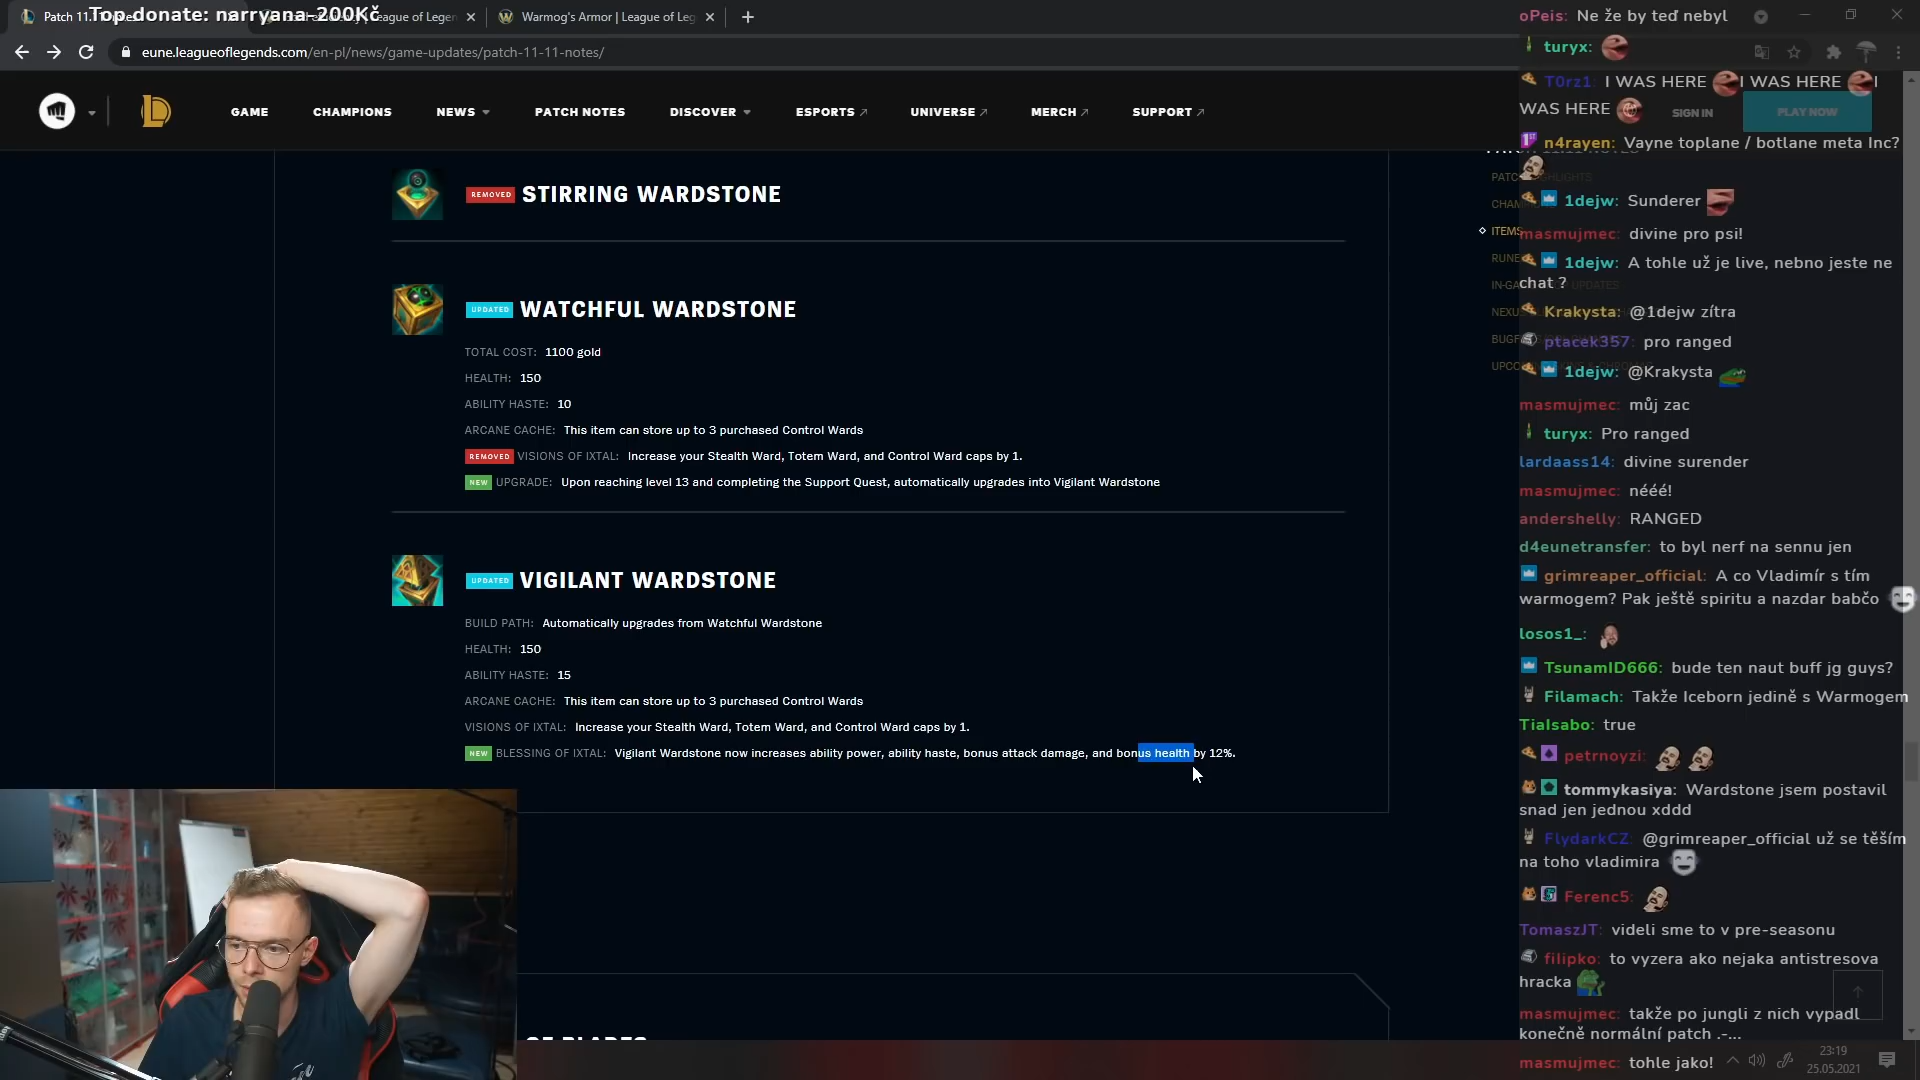 Patch 11.11 notes
Top donate: narryana-200Kč
League of Legen
Warmog's Armor | League of Leg
eune.leagueoflegends.com/en-pl/news/game-updates/patch-11-11-notes/
GAME
CHAMPIONS
NEWS
PATCH NOTES
DISCOVER
ESPORTS
UNIVERSE
MERCH
SUPPORT
SIGN IN
PLAY NOW
REMOVED STIRRING WARDSTONE
UPDATED WATCHFUL WARDSTONE
TOTAL COST: 1100 gold
HEALTH: 150
ABILITY HASTE: 10
ARCANE CACHE: This item can store up to 3 purchased Control Wards
REMOVED VISIONS OF IXTAL: Increase your Stealth Ward, Totem Ward, and Control Ward caps by 1.
NEW UPGRADE: Upon reaching level 13 and completing the Support Quest, automatically upgrades into Vigilant Wardstone
UPDATED VIGILANT WARDSTONE
BUILD PATH: Automatically upgrades from Watchful Wardstone
HEALTH: 150
ABILITY HASTE: 15
ARCANE CACHE: This item can store up to 3 purchased Control Wards
VISIONS OF IXTAL: Increase your Stealth Ward, Totem Ward, and Control Ward caps by 1.
NEW BLESSING OF IXTAL: Vigilant Wardstone now increases ability power, ability haste, bonus attack damage, and bonus health by 12%.
ITEMS
oPeis: Ne že by teď nebyl
turyx:
T0rz1: I WAS HERE I WAS HERE I
WAS HERE
n4rayen: Vayne toplane / botlane meta Inc?
1dejw: Sunderer
masmujmec: divine pro psi!
1dejw: A tohle už je live, nebno jeste ne
chat ?
Krakysta: @1dejw zítra
ptacek357: pro ranged
1dejw: @Krakysta
masmujmec: můj zac
turyx: Pro ranged
lardaass14: divine surender
masmujmec: nééé!
andershelly: RANGED
d4eunetransfer: to byl nerf na sennu jen
grimreaper_official: A co Vladimír s tím
warmogem? Pak ještě spiritu a nazdar babčo
losos1_:
TsunamID666: bude ten naut buff jg guys?
Filamach: Takže Iceborn jedině s Warmogem
TiaIsabo: true
petrnoyzi:
tommykasiya: Wardstone jsem postavil
snad jen jednou xddd
FlydarkCZ: @grimreaper_official už se těším
na toho vladimira
Ferenc5:
TomaszJT: videli sme to v pre-seasonu
filipko: to vyzera ako nejaka antistresova
hracka
masmujmec: takže po jungli z nich vypadl
konečně normální patch .-...
masmujmec: tohle jako!
23:19
25.05.2021